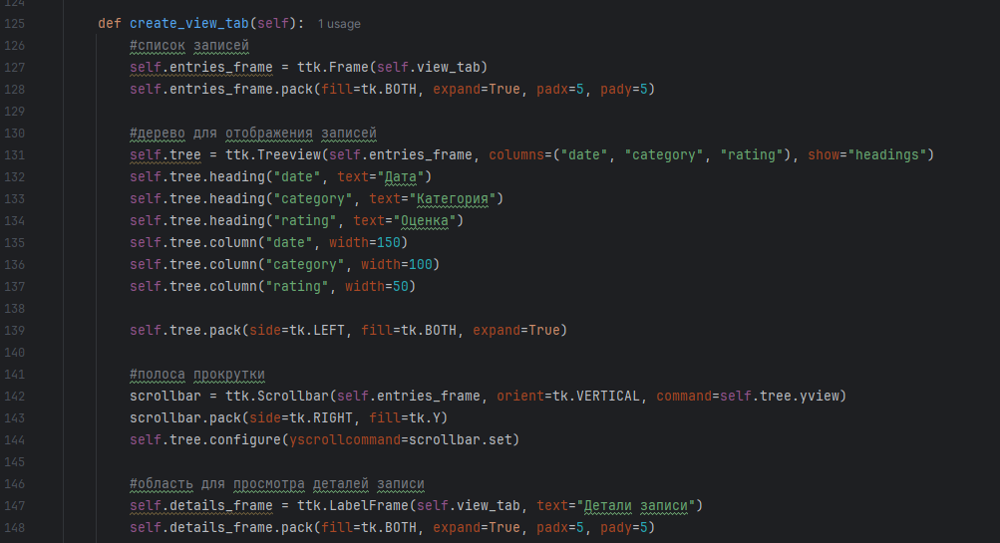 124
125 def create_view_tab(self): 1 usage
126 #список записей
127 self.entries_frame = ttk.Frame(self.view_tab)
128 self.entries_frame.pack(fill=tk.BOTH, expand=True, padx=5, pady=5)
129
130 #дерево для отображения записей
131 self.tree = ttk.Treeview(self.entries_frame, columns=("date", "category", "rating"), show="headings")
132 self.tree.heading("date", text="Дата")
133 self.tree.heading("category", text="Категория")
134 self.tree.heading("rating", text="Оценка")
135 self.tree.column("date", width=150)
136 self.tree.column("category", width=100)
137 self.tree.column("rating", width=50)
138
139 self.tree.pack(side=tk.LEFT, fill=tk.BOTH, expand=True)
140
141 #полоса прокрутки
142 scrollbar = ttk.Scrollbar(self.entries_frame, orient=tk.VERTICAL, command=self.tree.yview)
143 scrollbar.pack(side=tk.RIGHT, fill=tk.Y)
144 self.tree.configure(yscrollcommand=scrollbar.set)
145
146 #область для просмотра деталей записи
147 self.details_frame = ttk.LabelFrame(self.view_tab, text="Детали записи")
148 self.details_frame.pack(fill=tk.BOTH, expand=True, padx=5, pady=5)